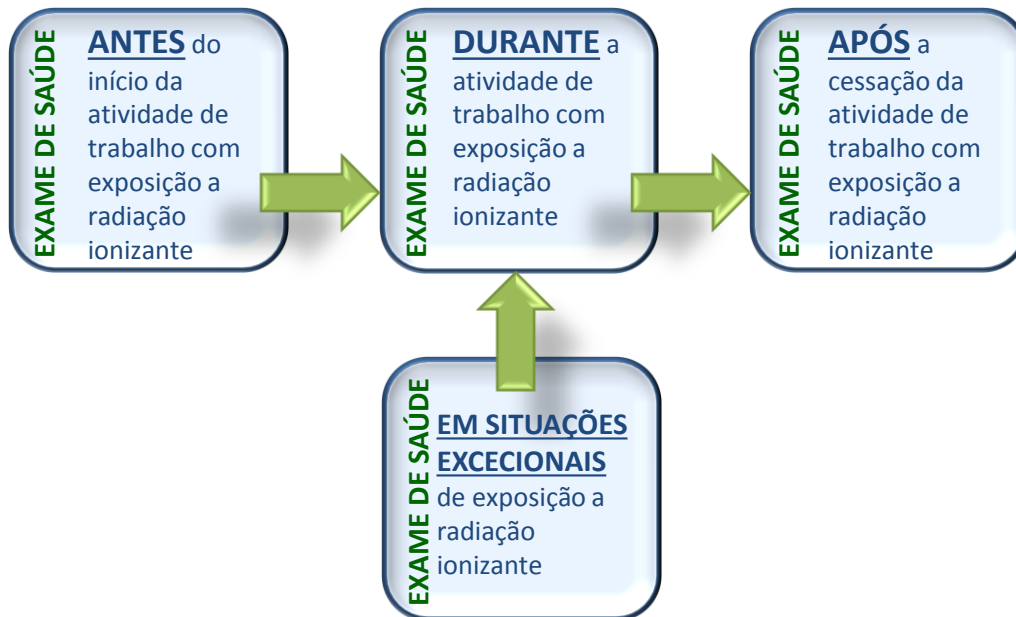 EXAME DE SAÚDE
ANTES do
início da
atividade de
trabalho com
exposição a
radiação
ionizante
EXAME DE SAÚDE
DURANTE a
atividade de
trabalho com
exposição a
radiação
ionizante
EXAME DE SAÚDE
APÓS a
cessação da
atividade de
trabalho com
exposição a
radiação
ionizante
EXAME DE SAÚDE
EM SITUAÇÕES
EXCECIONAIS
de exposição a
radiação
ionizante